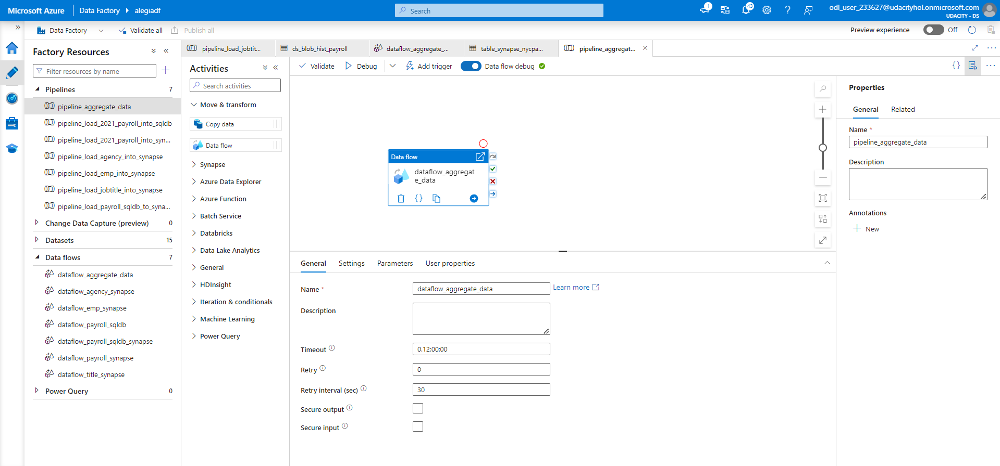 Microsoft Azure
Data Factory
alegiadf
Search
1
43
odl_user_233627@udacityhol.onmicrosoft.com
UDACITY - DS
Data Factory
Validate all
Publish all
Preview experience
Off
Factory Resources
Filter resources by name
Pipelines 7
pipeline_aggregate_data
pipeline_load_2021_payroll_into_sqldb
pipeline_load_2021_payroll_into_syn...
pipeline_load_agency_into_synapse
pipeline_load_emp_into_synapse
pipeline_load_jobtitle_into_synapse
pipeline_load_payroll_sqldb_to_syna...
Change Data Capture (preview) 0
Datasets 15
Data flows 7
dataflow_aggregate_data
dataflow_agency_synapse
dataflow_emp_synapse
dataflow_payroll_sqldb
dataflow_payroll_sqldb_synapse
dataflow_payroll_synapse
dataflow_title_synapse
Power Query 0
pipeline_load_jobtit...
ds_blob_hist_payroll
dataflow_aggregate_...
table_synapse_nycpa...
pipeline_aggregat...
Activities
Search activities
Move & transform
Copy data
Data flow
Synapse
Azure Data Explorer
Azure Function
Batch Service
Databricks
Data Lake Analytics
General
HDInsight
Iteration & conditionals
Machine Learning
Power Query
Validate
Debug
Add trigger
Data flow debug
Data flow
dataflow_aggregat
e_data
General
Settings
Parameters
User properties
Name *
dataflow_aggregate_data
Learn more
Description
Timeout
0.12:00:00
Retry
0
Retry interval (sec)
30
Secure output
Secure input
Properties
General
Related
Name *
pipeline_aggregate_data
Description
Annotations
New